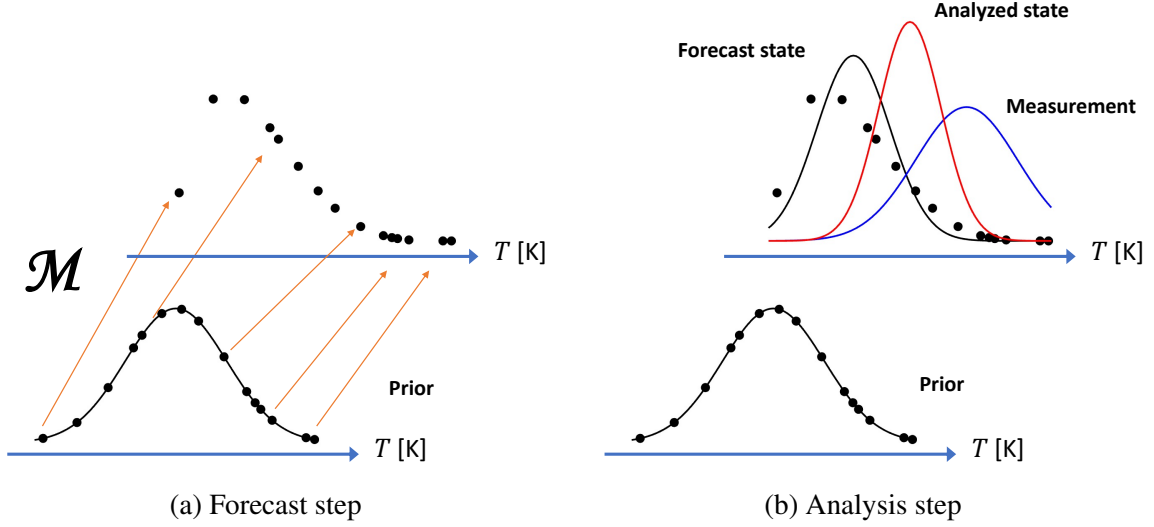 Analyzed state
Forecast state
Measurement
T [K]
T [K]
ℳ
Prior
Prior
T [K]
T [K]
(a) Forecast step
(b) Analysis step